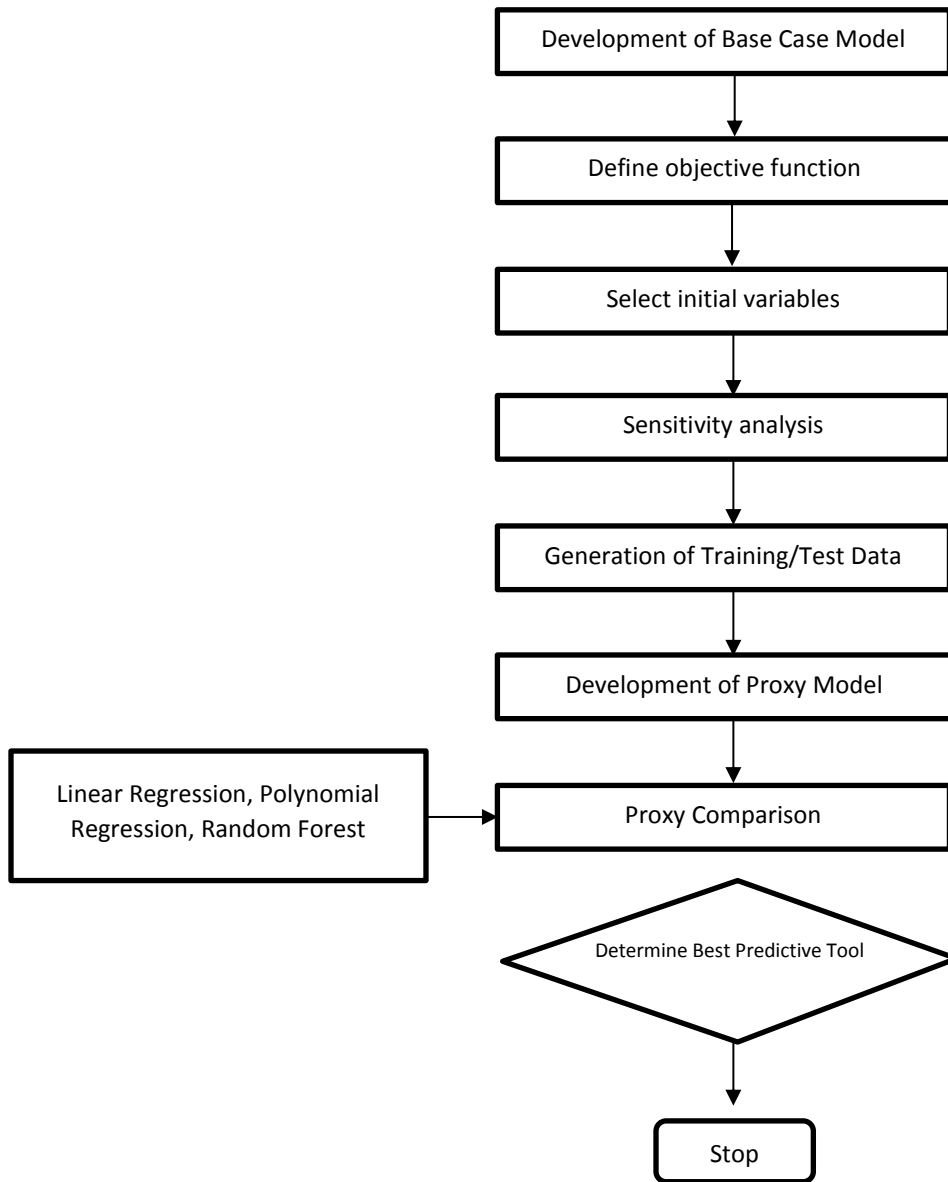 Development of Base Case Model
Define objective function
Select initial variables
Sensitivity analysis
Generation of Training/Test Data
Development of Proxy Model
Linear Regression, Polynomial
Regression, Random Forest
Proxy Comparison
Determine Best Predictive Tool
Stop